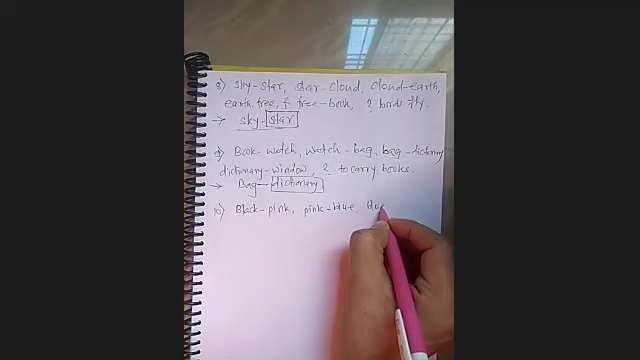 8) Sky-star, star-cloud, cloud-earth,
earth-tree, & tree-book, ? birds fly.
→ sky-star
9) Book-watch, watch-bag, bag-dictionary
dictionary-window, ? to carry books.
→ Bag-dictionary
10) Black-pink, pink-blue, blue